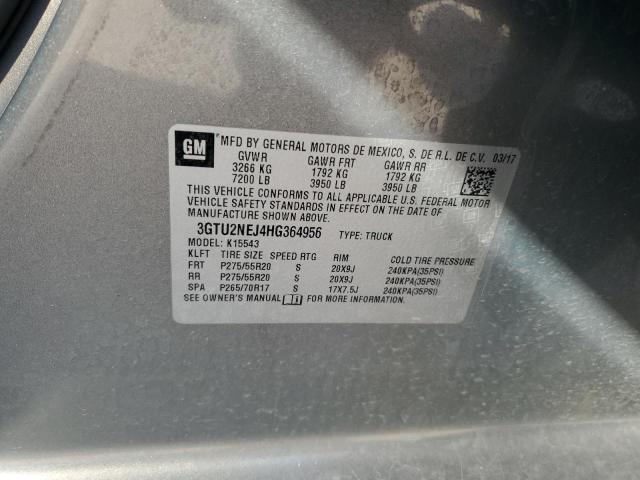 GM
MFD BY GENERAL MOTORS DE MEXICO, S. DE R.L. DE C.V. 03/17
GVWR GAWR FRT GAWR RR
3266 KG 1792 KG 1792 KG
7200 LB 3950 LB 3950 LB
THIS VEHICLE CONFORMS TO ALL APPLICABLE U.S. FEDERAL MOTOR
VEHICLE SAFETY STANDARDS IN EFFECT ON THE DATE OF
MANUFACTURE SHOWN ABOVE.
3GTU2NEJ4HG364956 TYPE: TRUCK
MODEL: K15543
KLFT TIRE SIZE SPEED RTG RIM COLD TIRE PRESSURE
FRT P275/55R20 S 20X9J 240KPA(35PSI)
RR P275/55R20 S 20X9J 240KPA(35PSI)
SPA P265/70R17 S 17X7.5J 240KPA(35PSI)
SEE OWNER'S MANUAL FOR MORE INFORMATION.